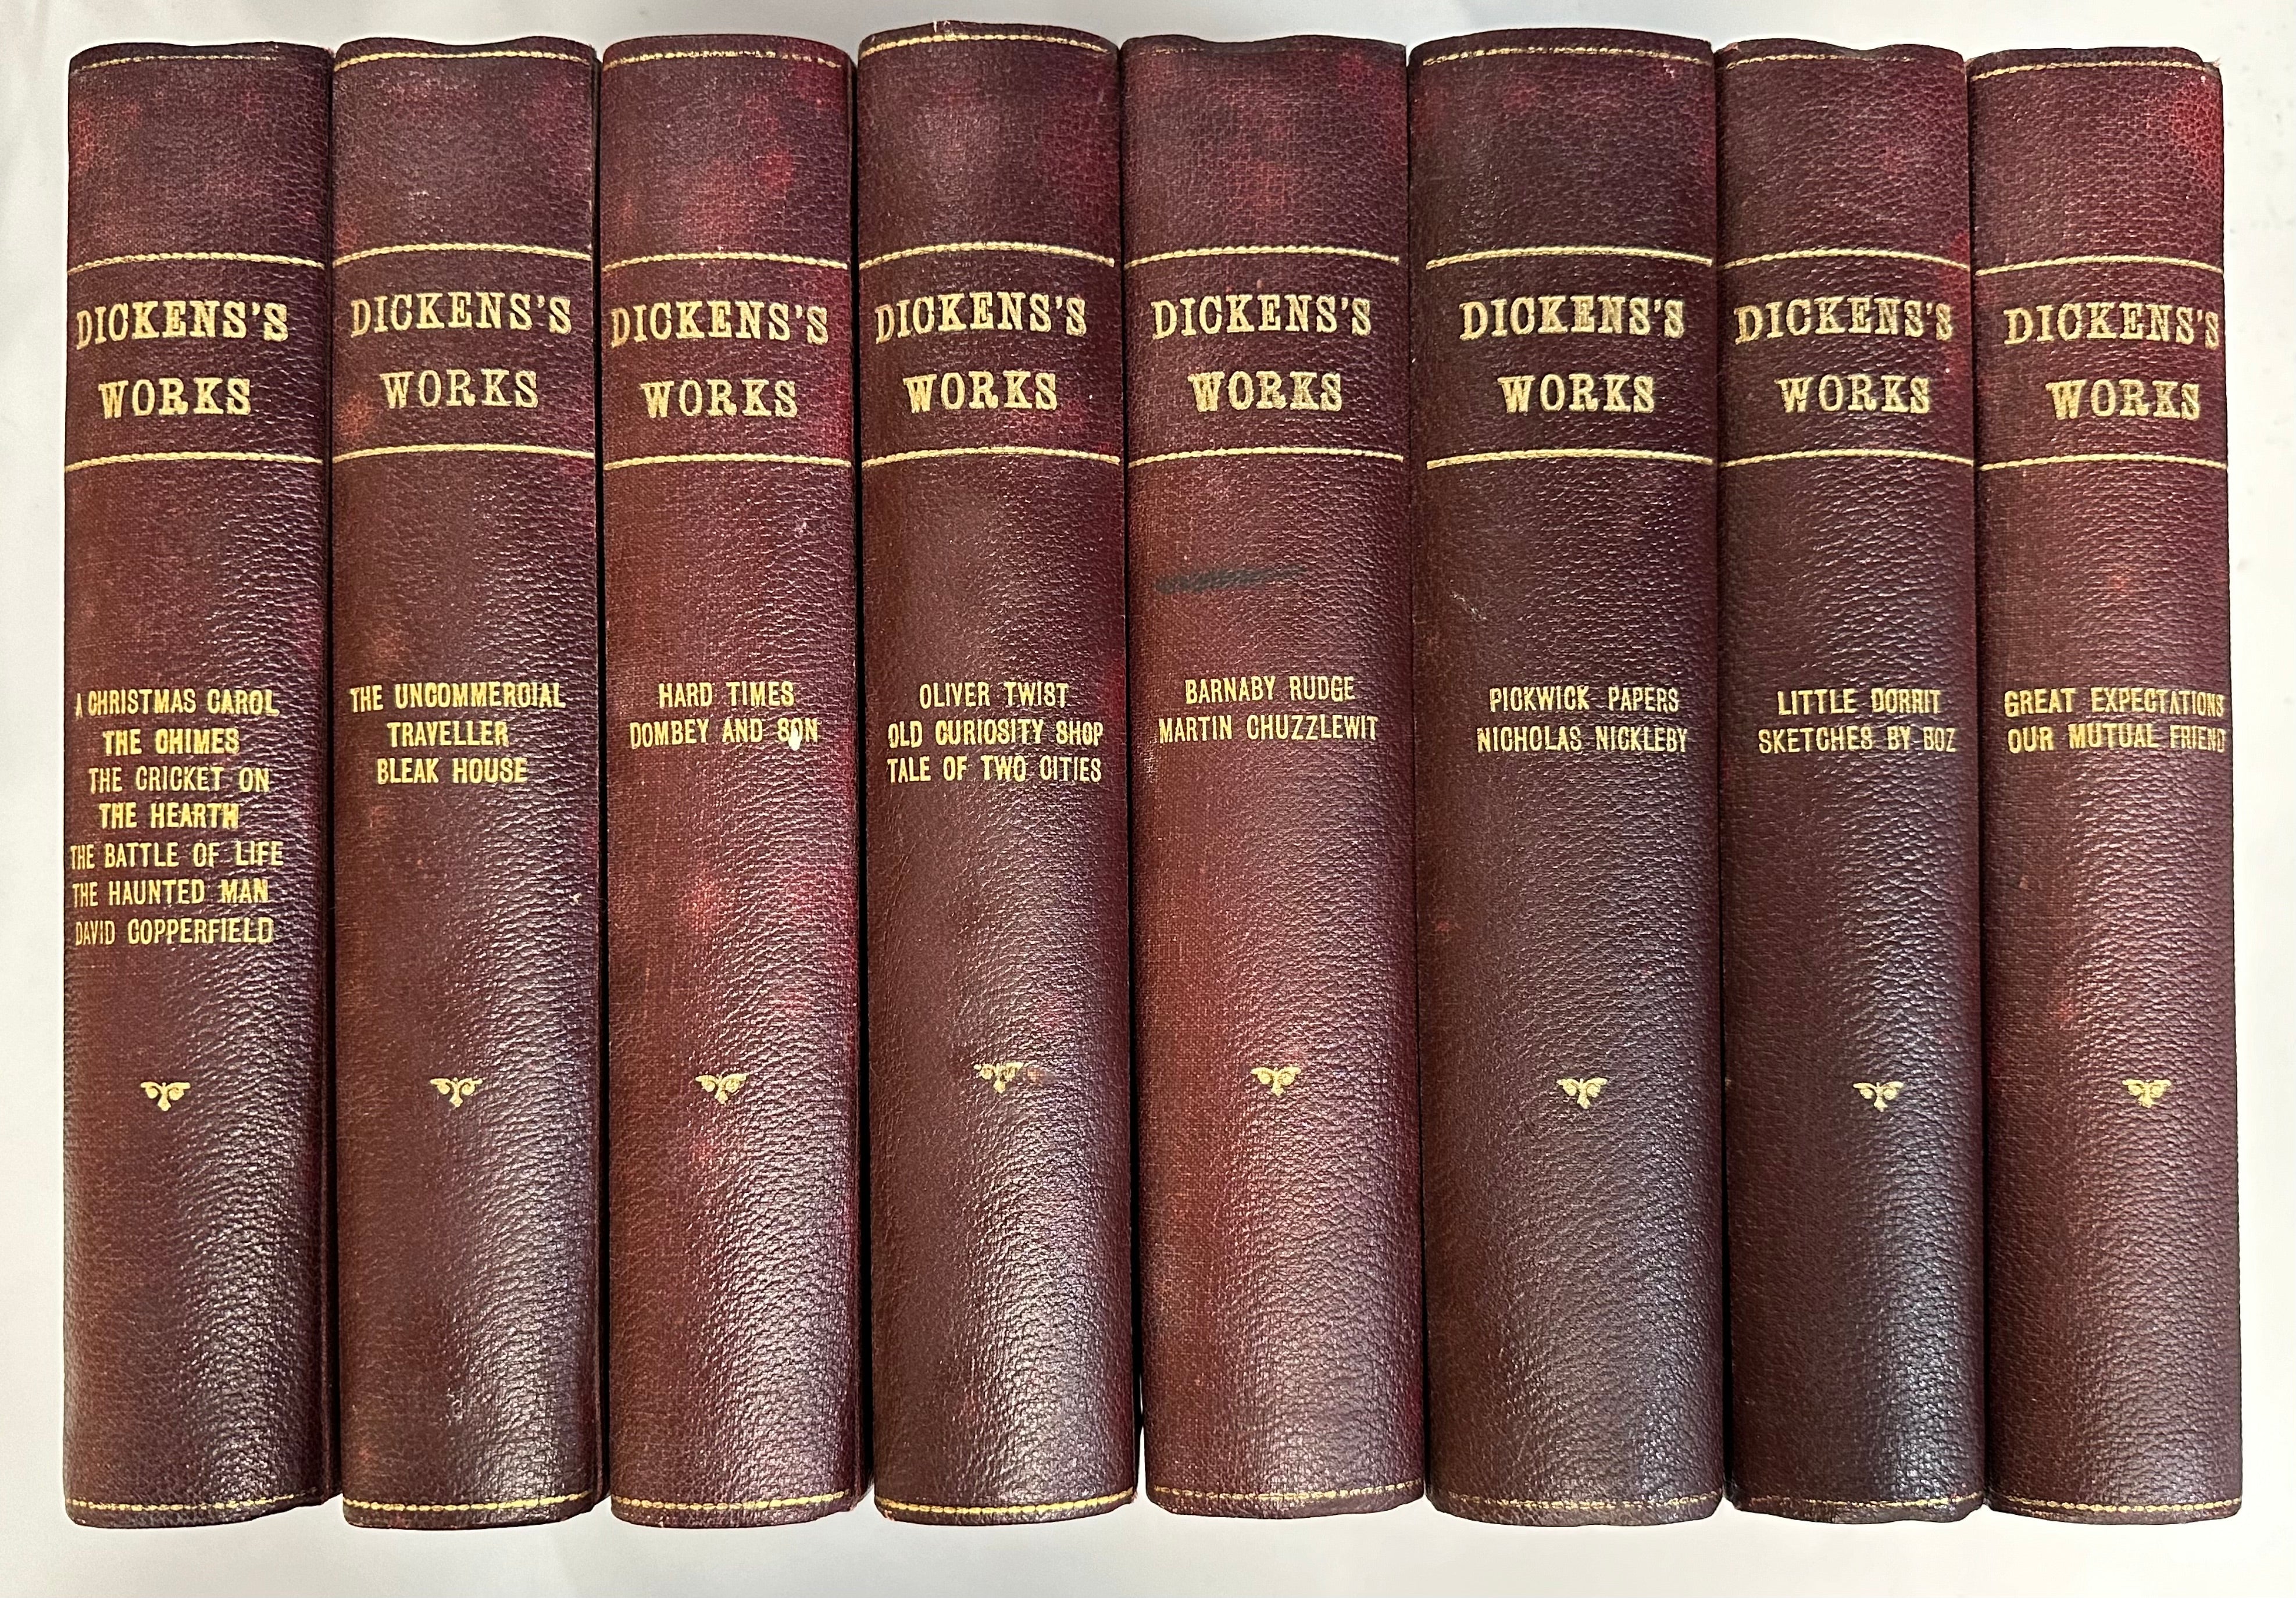 DICKENS'S
WORKS
A CHRISTMAS CAROL
THE CHIMES
THE CRICKET ON
THE HEARTH
THE BATTLE OF LIFE
THE HAUNTED MAN
DAVID COPPERFIELD
DICKENS'S
WORKS
THE UNCOMMERCIAL
TRAVELLER
BLEAK HOUSE
DICKENS'S
WORKS
HARD TIMES
DOMBEY AND SON
DICKENS'S
WORKS
OLIVER TWIST
OLD CURIOSITY SHOP
TALE OF TWO CITIES
DICKENS'S
WORKS
BARNABY RUDGE
MARTIN CHUZZLEWIT
DICKENS'S
WORKS
PICKWICK PAPERS
NICHOLAS NICKLEBY
DICKENS'S
WORKS
LITTLE DORRIT
SKETCHES BY BOZ
DICKENS'S
WORKS
GREAT EXPECTATIONS
OUR MUTUAL FRIEND